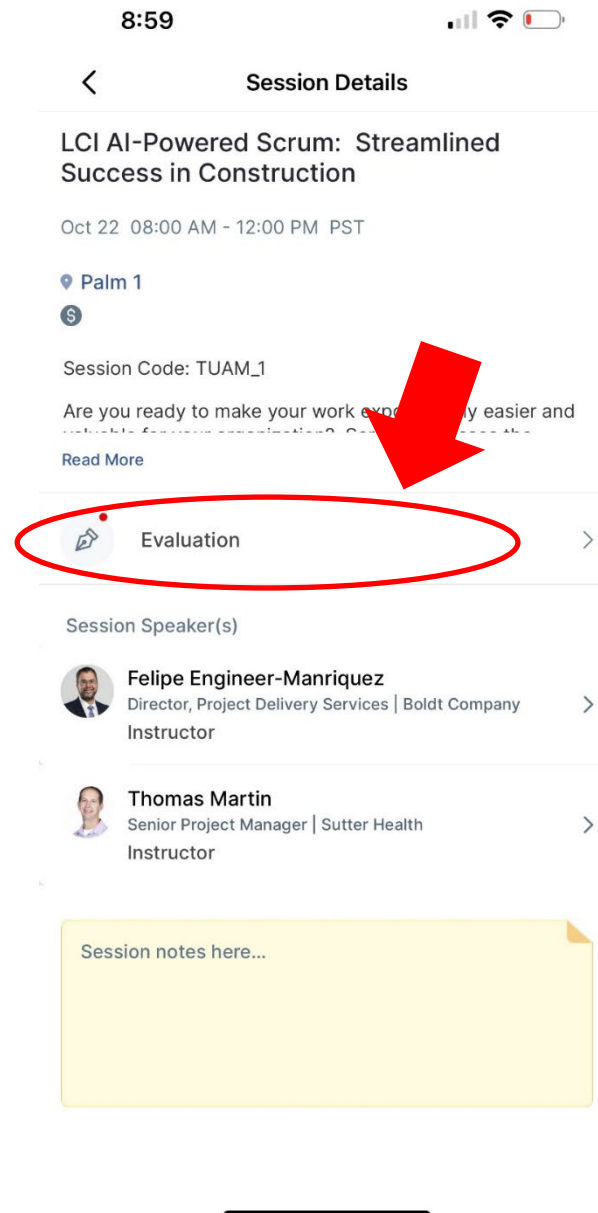 8:59
Session Details
LCI AI-Powered Scrum:  Streamlined
Success in Construction
Oct 22  08:00 AM - 12:00 PM  PST
Palm 1
$
Session Code: TUAM_1
Are you ready to make your work easier and
Read More
Evaluation
Session Speaker(s)
Felipe Engineer-Manriquez
Director, Project Delivery Services | Boldt Company
Instructor
Thomas Martin
Senior Project Manager | Sutter Health
Instructor
Session notes here...